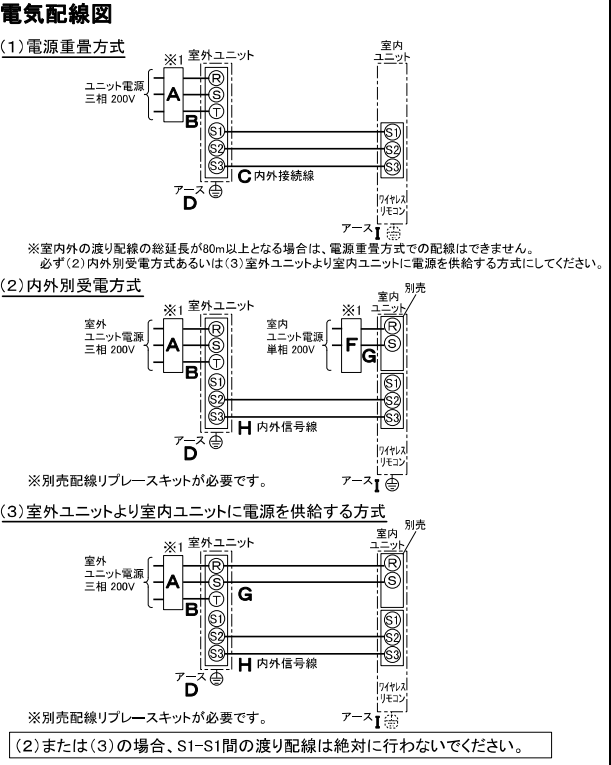 電気配線図
(1)電源重畳方式
※1 室外ユニット
室内
ユニット
ユニット電源
三相 200V
A
R
S
T
B
S1
S2
S3
S1
S2
S3
C 内外接続線
アース
D
ワイヤレス
リモコン
アース I
※室内外の渡り配線の総延長が80m以上となる場合は、電源重畳方式での配線はできません。
必ず(2)内外別受電方式あるいは(3)室外ユニットより室内ユニットに電源を供給する方式にしてください。
(2)内外別受電方式
※1 室外ユニット
※1
室内
ユニット
別売
室外
ユニット電源
三相 200V
A
R
S
T
B
S1
S2
S3
室内
ユニット電源
単相 200V
F
G
R
S
S1
S2
S3
H 内外信号線
アース
D
ワイヤレス
リモコン
アース I
※別売配線リプレースキットが必要です。
(3)室外ユニットより室内ユニットに電源を供給する方式
※1 室外ユニット
室内
ユニット
別売
室外
ユニット電源
三相 200V
A
R
S
T
B
G
S1
S2
S3
R
S
S1
S2
S3
H 内外信号線
アース
D
ワイヤレス
リモコン
アース I
※別売配線リプレースキットが必要です。
(2)または(3)の場合、S1-S1間の渡り配線は絶対に行わないでください。